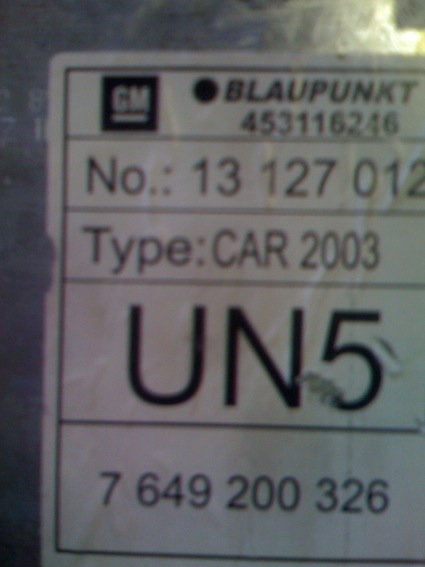 GM
BLAUPUNKT
453116246
No.: 13 127 012
Type: CAR 2003
UN5
7 649 200 326